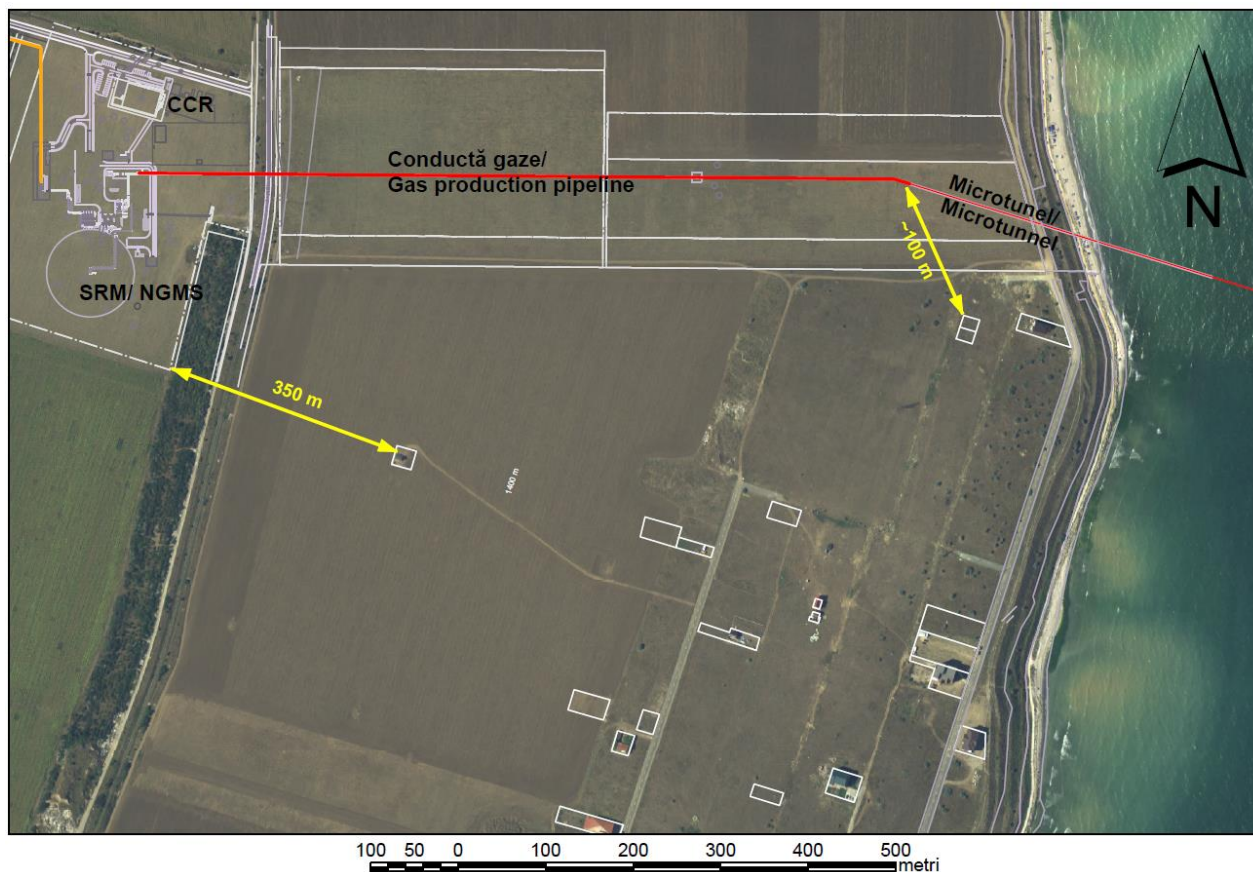 CCR
Conductă gaze/
Gas production pipeline
Microtunel/
Microtunnel
N
~100 m
SRM/ NGMS
350 m
1400 m
100 50 0 100 200 300 400 500
metri